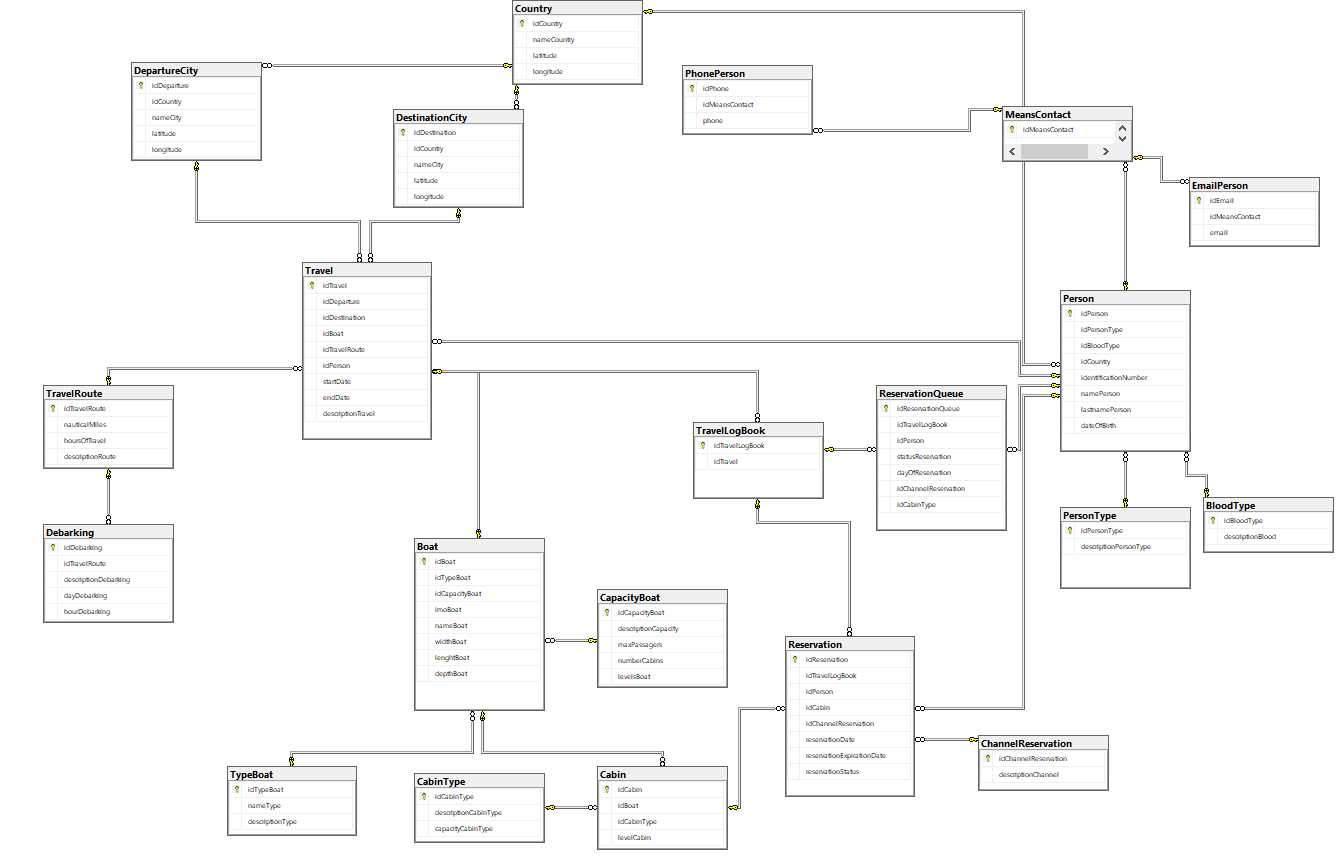 Country
idCountry
nameCountry
latitude
longitude
DepartureCity
idDeparture
idCountry
nameCity
latitude
longitude
DestinationCity
idDestination
idCountry
nameCity
latitude
longitude
PhonePerson
idPhone
idMeansContact
phone
MeansContact
idMeansContact
EmailPerson
idEmail
idMeansContact
email
Travel
idTravel
idDeparture
idDestination
idBoat
idTravelRoute
idPerson
startDate
endDate
descriptionTravel
Person
idPerson
idPersonType
idBloodType
idCountry
identificationNumber
namePerson
lastnamePerson
dateOfBirth
TravelRoute
idTravelRoute
nauticalMiles
hoursOfTravel
descriptionRoute
ReservationQueue
idReservationQueue
idTravelLogBook
idPerson
statusReservation
dayOfReservation
idChannelReservation
idCabinType
TravelLogBook
idTravelLogBook
idTravel
Debarking
idDebarking
idTravelRoute
descriptionDebarking
dayDebarking
hourDebarking
PersonType
idPersonType
descriptionPersonType
BloodType
idBloodType
descriptionBlood
Boat
idBoat
idTypeBoat
idCapacityBoat
imoBoat
nameBoat
widthBoat
lenghtBoat
depthBoat
CapacityBoat
idCapacityBoat
descriptionCapacity
maxPassagers
numberCabins
levelsBoat
Reservation
idReservation
idTravelLogBook
idPerson
idCabin
idChannelReservation
reservationDate
reservationExpirationDate
reservationStatus
ChannelReservation
idChannelReservation
descriptionChannel
TypeBoat
idTypeBoat
nameType
descriptionType
CabinType
idCabinType
descriptionCabinType
capacityCabinType
Cabin
idCabin
idBoat
idCabinType
levelCabin